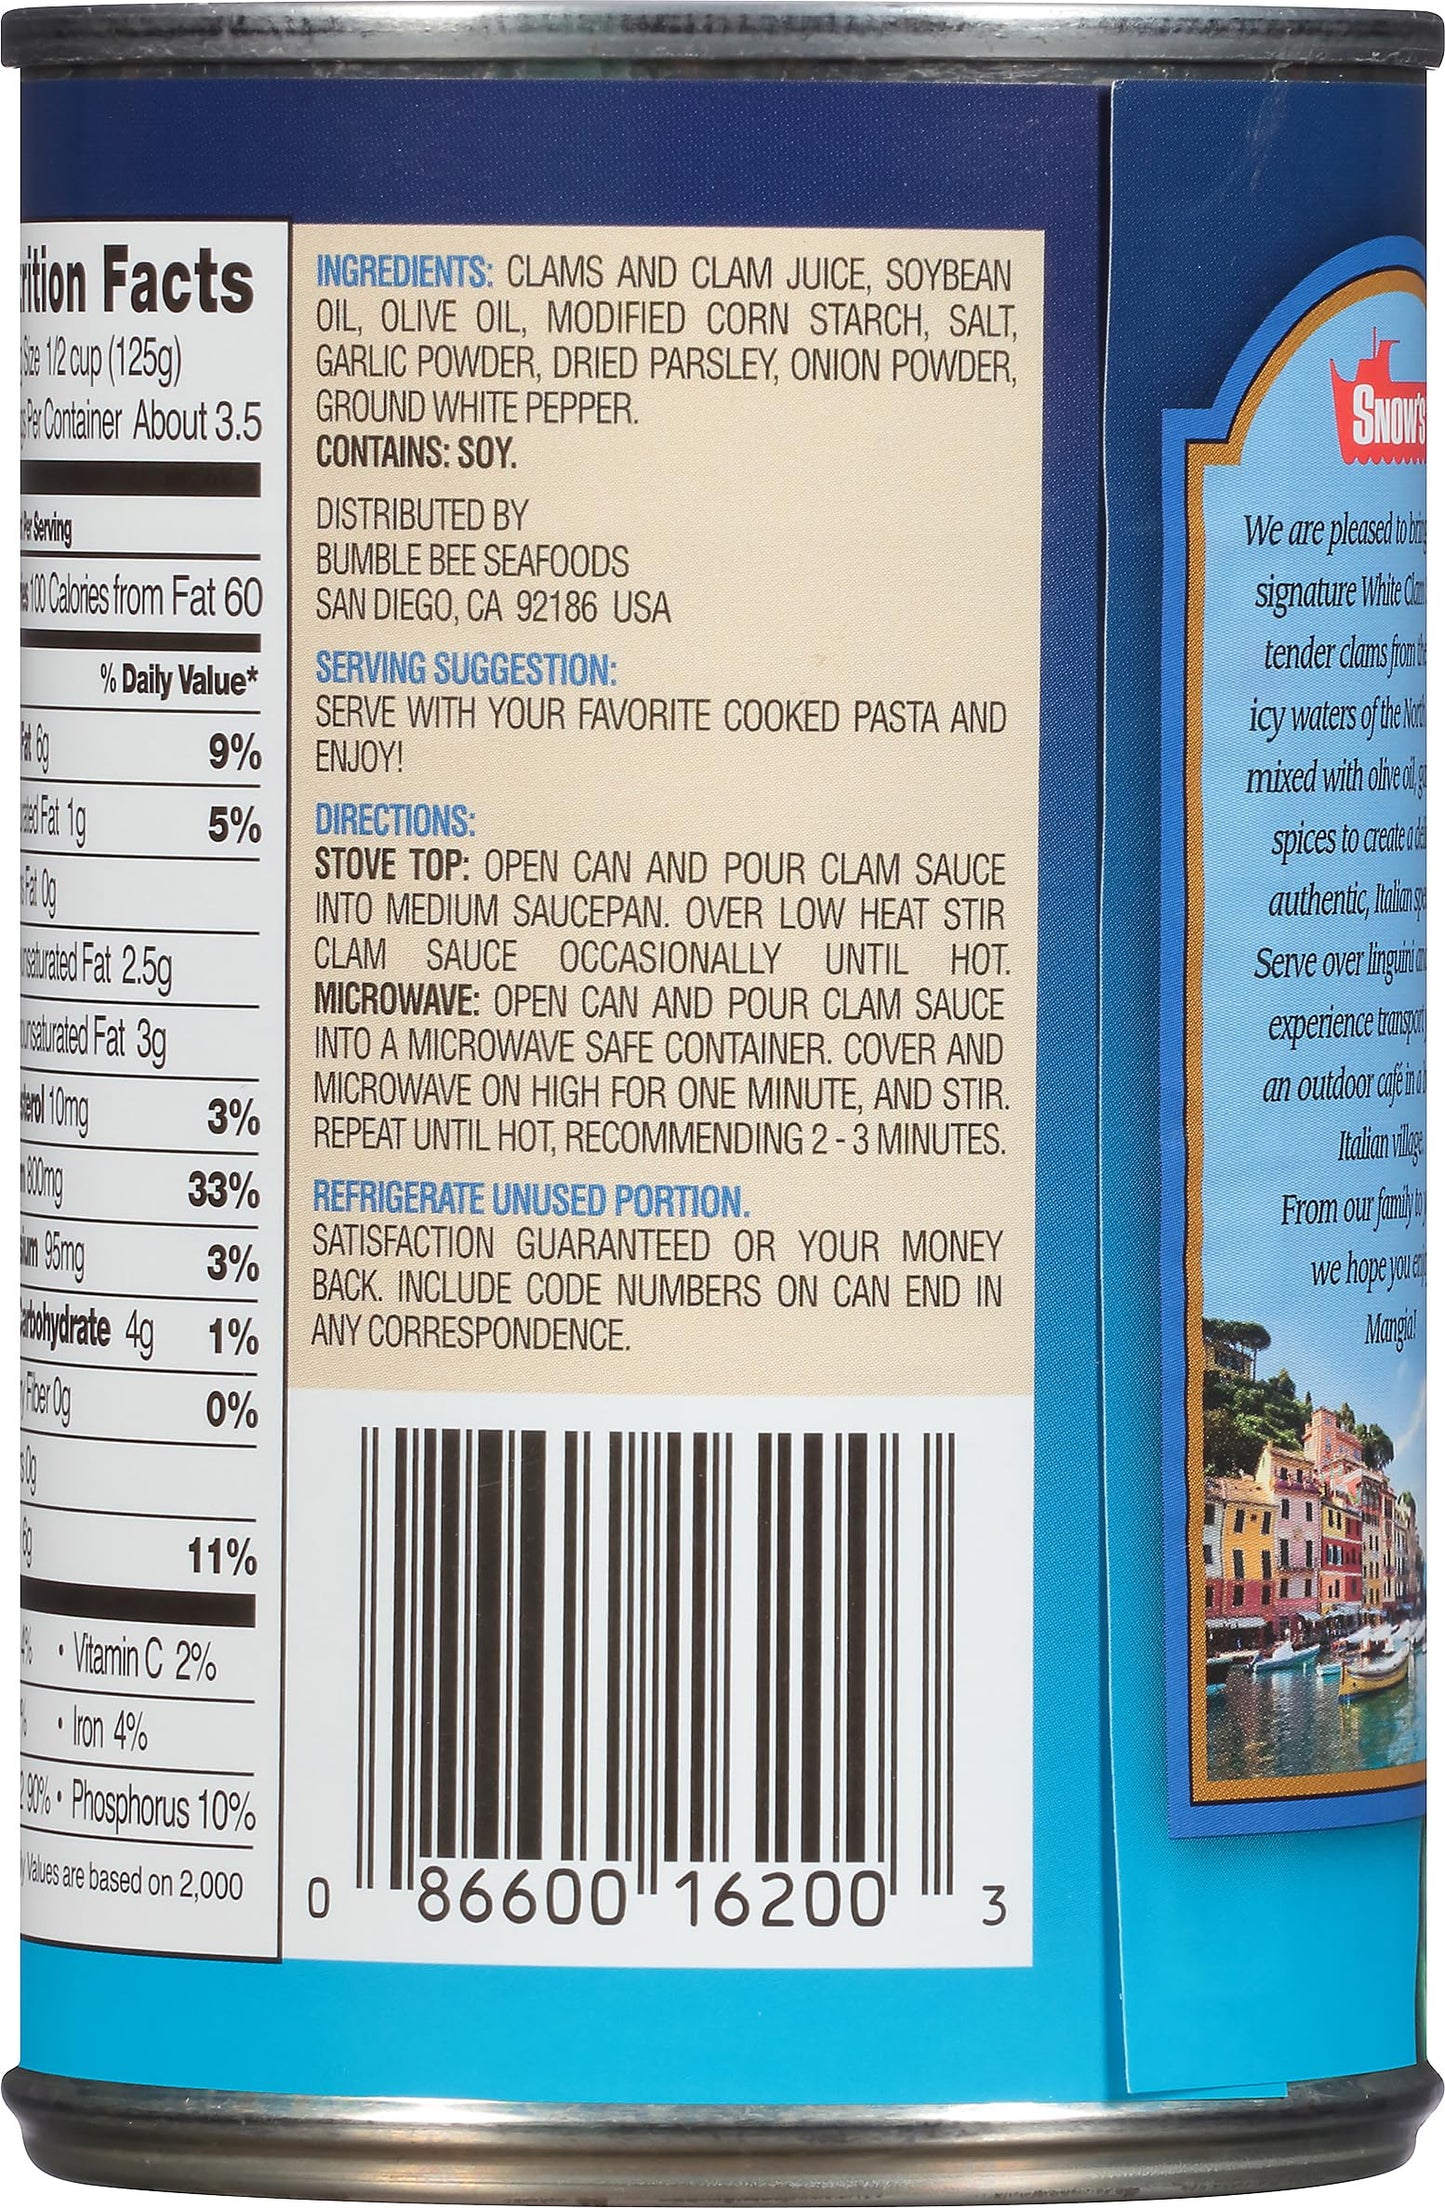 Facts
Size 1/2 cup (125g)
Per Container About 3.5
Per Serving
100 Calories from Fat 60
% Daily Value*
Fat 6g 9%
Fat 1g 5%
Fat 0g
Fat 2.5g
Fat 3g
10mg 3%
800mg 33%
95mg 3%
4g 1%
Fiber 0g 0%
0g
6g 11%
4% • Vitamin C 2%
• Iron 4%
90% • Phosphorus 10%
Values are based on 2,000
INGREDIENTS: CLAMS AND CLAM JUICE, SOYBEAN
OIL, OLIVE OIL, MODIFIED CORN STARCH, SALT,
GARLIC POWDER, DRIED PARSLEY, ONION POWDER,
GROUND WHITE PEPPER.
CONTAINS: SOY.
DISTRIBUTED BY
BUMBLE BEE SEAFOODS
SAN DIEGO, CA 92186 USA
SERVING SUGGESTION:
SERVE WITH YOUR FAVORITE COOKED PASTA AND
ENJOY!
DIRECTIONS:
STOVE TOP: OPEN CAN AND POUR CLAM SAUCE
INTO MEDIUM SAUCEPAN. OVER LOW HEAT STIR
CLAM SAUCE OCCASIONALLY UNTIL HOT.
MICROWAVE: OPEN CAN AND POUR CLAM SAUCE
INTO A MICROWAVE SAFE CONTAINER. COVER AND
MICROWAVE ON HIGH FOR ONE MINUTE, AND STIR.
REPEAT UNTIL HOT, RECOMMENDING 2 - 3 MINUTES.
REFRIGERATE UNUSED PORTION.
SATISFACTION GUARANTEED OR YOUR MONEY
BACK. INCLUDE CODE NUMBERS ON CAN END IN
ANY CORRESPONDENCE.
0 86600 16200 3
SNOW'S
We are pleased to
signature White
tender clams from
icy waters of the
mixed with olive oil,
spices to create a
authentic, Italian
Serve over linguini
experience
an outdoor café in a
Italian village.
From our family to
we hope you
Mangia!